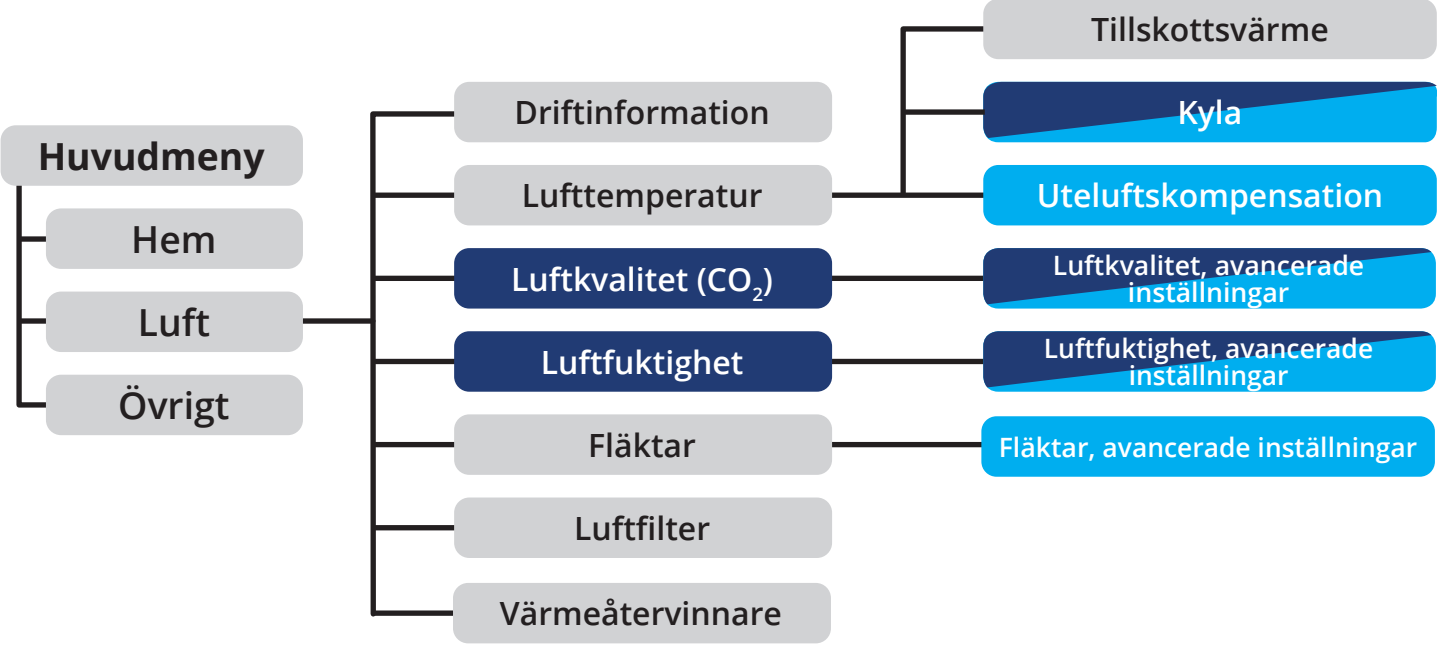 Huvudmeny
Hem
Luft
Övrigt
Driftinformation
Lufttemperatur
Luftkvalitet (CO₂)
Luftfuktighet
Fläktar
Luftfilter
Värmeåtervinnare
Tillskottsvärme
Kyla
Uteluftskompensation
Luftkvalitet, avancerade
inställningar
Luftfuktighet, avancerade
inställningar
Fläktar, avancerade inställningar